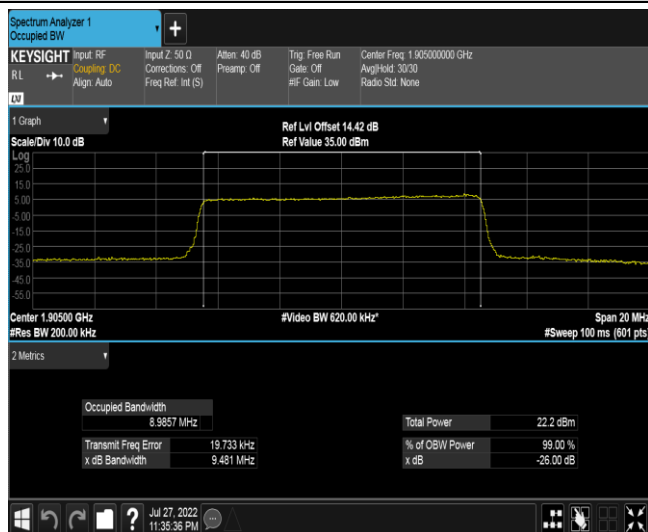 Spectrum Analyzer 1
Occupied BW
KEYSIGHT
R L
LXI
Input: RF
Coupling: DC
Align: Auto
Input Z: 50 Ω
Corrections: Off
Freq Ref: Int (S)
Atten: 40 dB
Preamp: Off
Trig: Free Run
Gate: Off
#IF Gain: Low
Center Freq: 1.905000000 GHz
Avg|Hold: 30/30
Radio Std: None
1 Graph
Scale/Div 10.0 dB
Ref Lvl Offset 14.42 dB
Ref Value 35.00 dBm
Log
25.0
15.0
5.00
-5.00
-15.0
-25.0
-35.0
-45.0
-55.0
Center 1.90500 GHz
#Res BW 200.00 kHz
#Video BW 620.00 kHz*
Span 20 MHz
#Sweep 100 ms (601 pts)
2 Metrics
Occupied Bandwidth
8.9857 MHz
Transmit Freq Error 19.733 kHz
x dB Bandwidth 9.481 MHz
Total Power 22.2 dBm
% of OBW Power 99.00 %
x dB -26.00 dB
?
Jul 27, 2022
11:35:36 PM